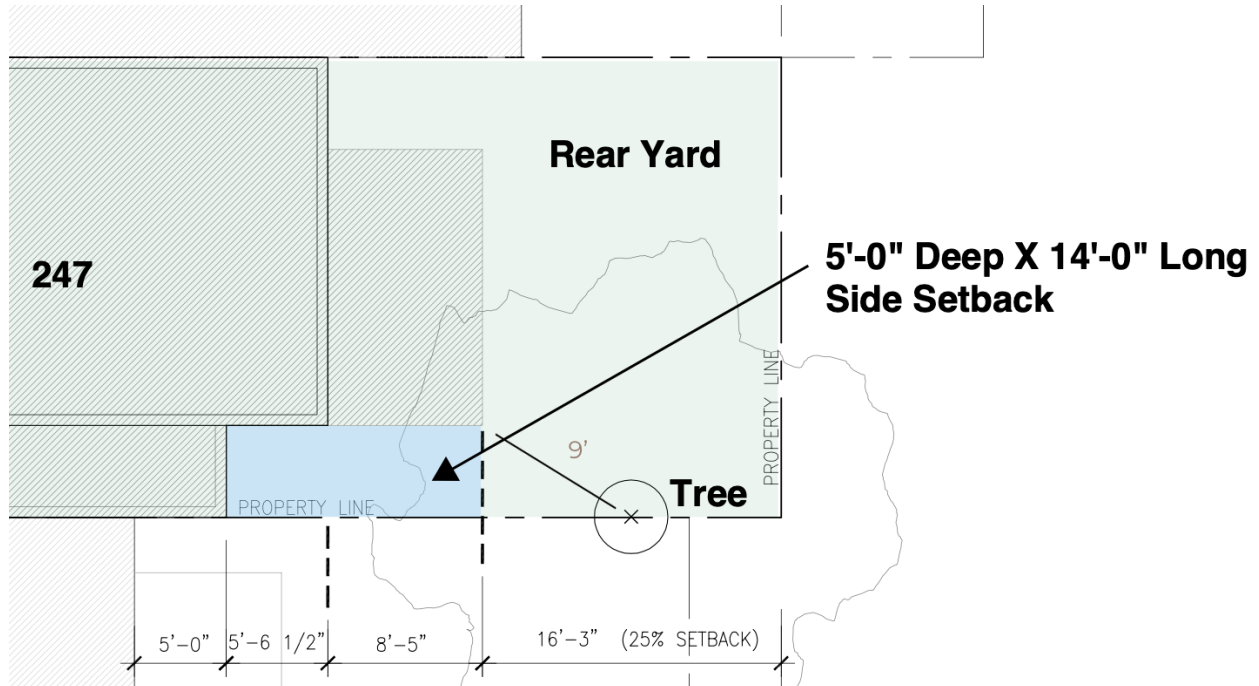 Rear Yard
5'-0" Deep X 14'-0" Long
Side Setback
247
PROPERTY LINE
9'
Tree
PROPERTY LINE
5'-0" 5'-6 1/2" 8'-5" 16'-3" (25% SETBACK)